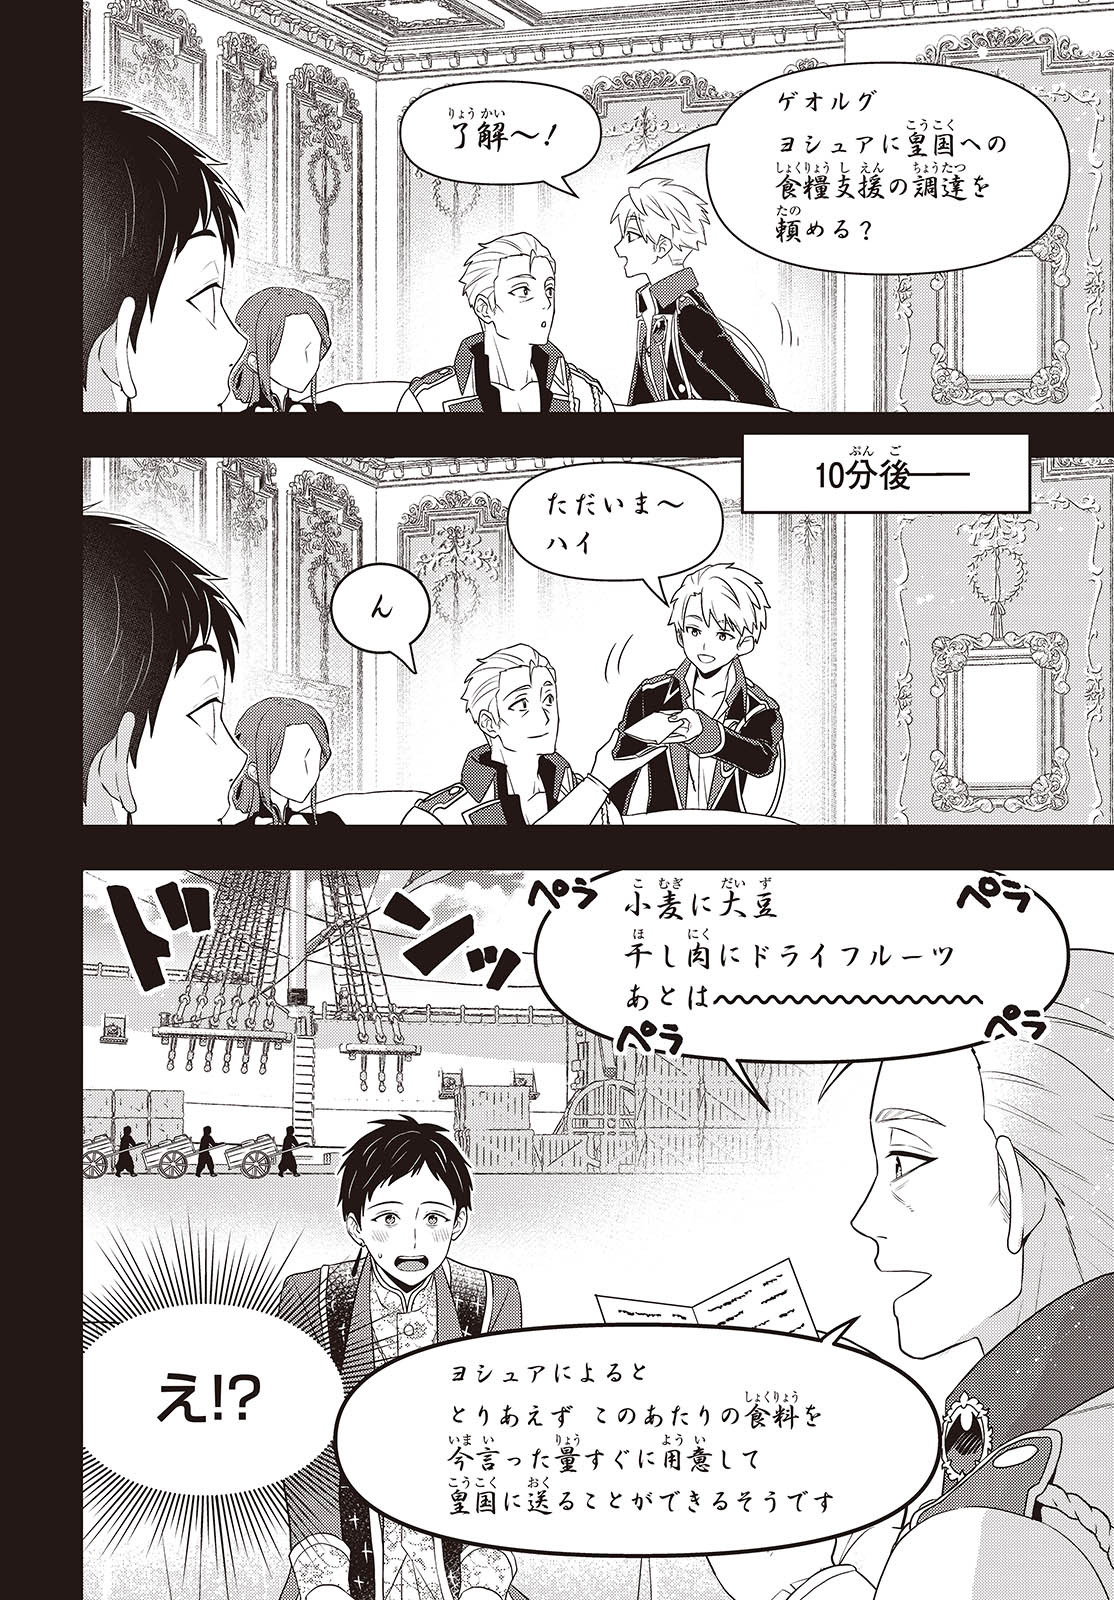 ゲオルグ
ヨシュアに皇国への
食糧支援の調達を
頼める?
了解〜!
10分後――
ただいま〜
ハイ
ん
小麦に大豆
干し肉にドライフルーツ
あとは〜〜〜〜〜〜〜〜
ペラ
ペラ
ペラ
ペラ
ドンッ
え!?
ヨシュアによると
とりあえず このあたりの食料を
今言った量すぐに用意して
皇国に送ることができるそうです